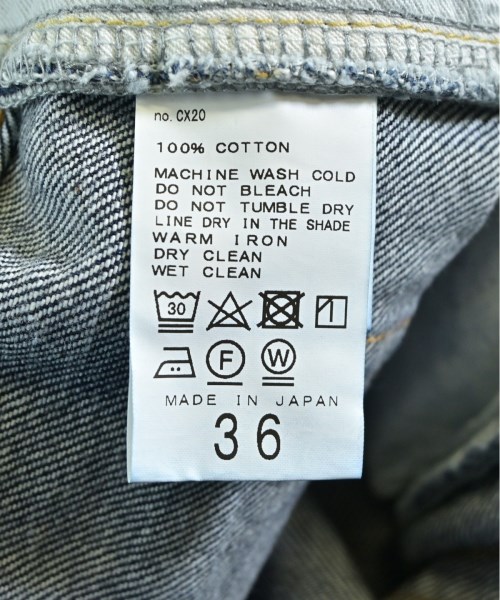 no. CX20
100% COTTON
MACHINE WASH COLD
DO NOT BLEACH
DO NOT TUMBLE DRY
LINE DRY IN THE SHADE
WARM IRON
DRY CLEAN
WET CLEAN
30
F W
MADE IN JAPAN
36